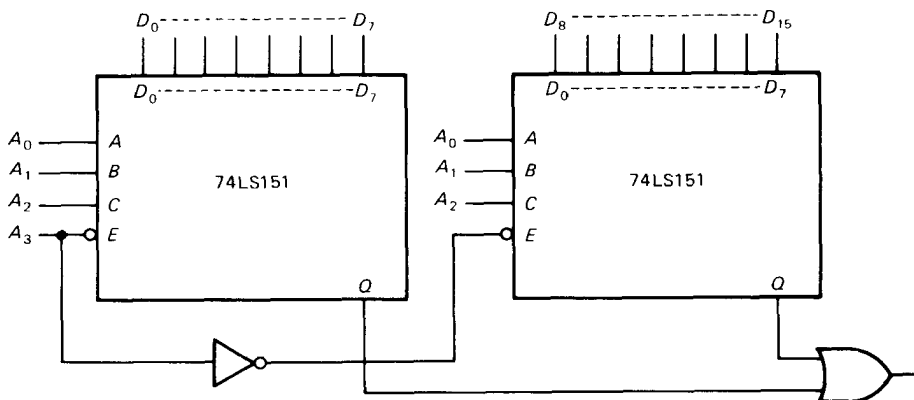 D0 ---------------- D7
D8 ---------------- D15
D0 ---------------- D7
D0 ---------------- D7
A0 A
A1 B
A2 C
A3 E
74LS151
Q
A0 A
A1 B
A2 C
E
74LS151
Q